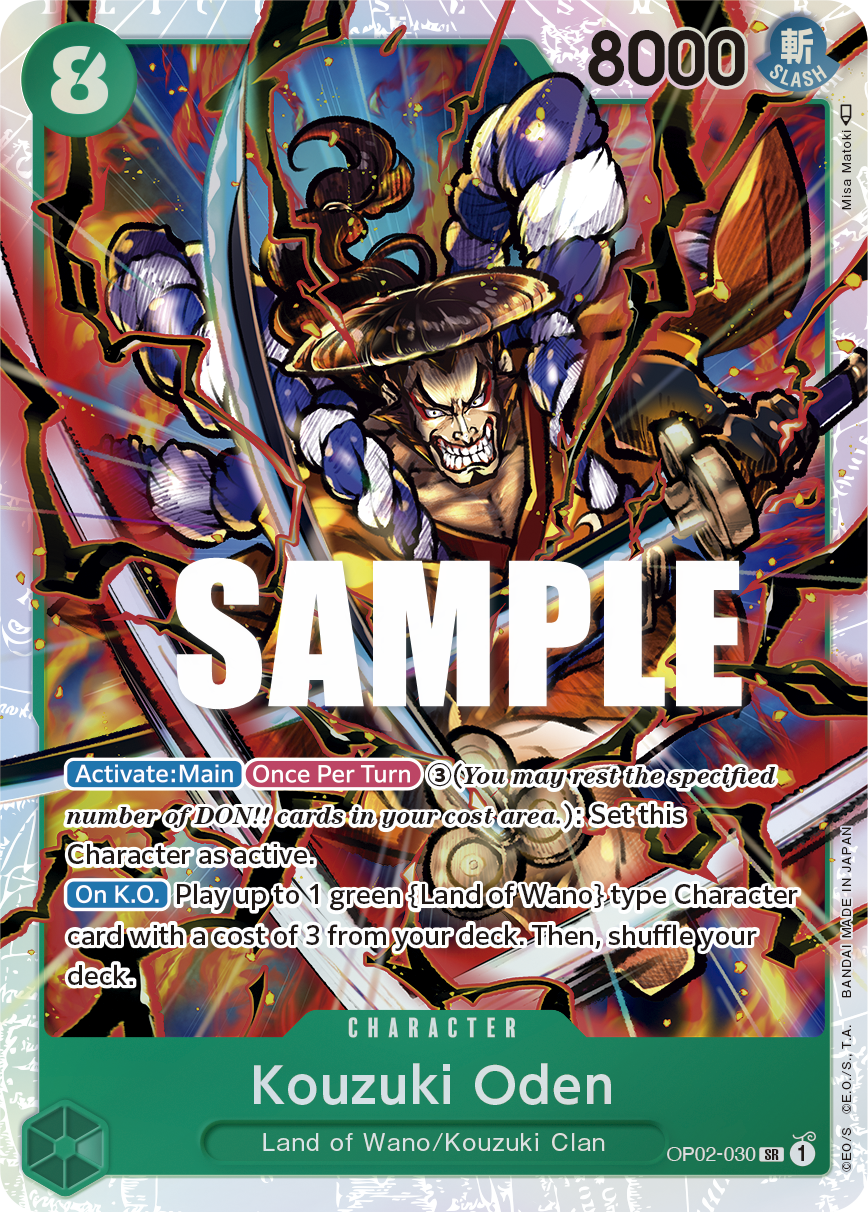 8
8000
斬
SLASH
Misa Matoki
SAMPLE
Activate:Main Once Per Turn ③(You may rest the specified
number of DON!! cards in your cost area.): Set this
Character as active.
On K.O. Play up to 1 green {Land of Wano} type Character
card with a cost of 3 from your deck. Then, shuffle your
deck.
CHARACTER
Kouzuki Oden
Land of Wano/Kouzuki Clan
OP02-030 SR 1
©EO/S ©E.O./S., T.A. BANDAI MADE IN JAPAN